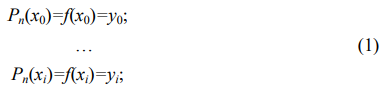 Pn(x0)=f(x0)=y0;
...
(1)
Pn(xi)=f(xi)=yi;